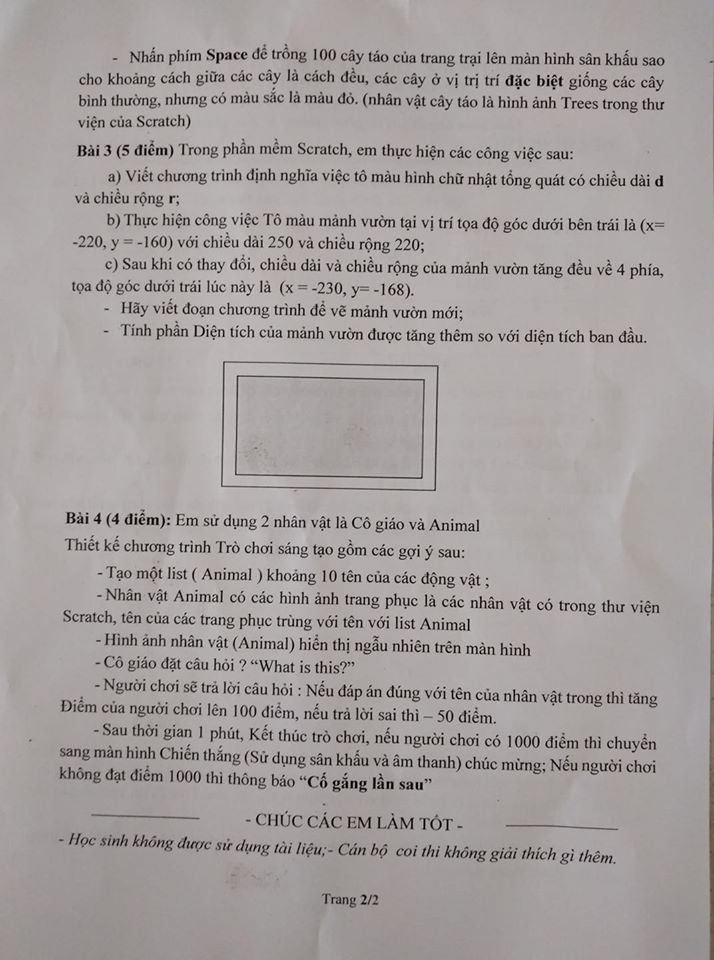 - Nhấn phím Space để trồng 100 cây táo của trang trại lên màn hình sân khấu sao
cho khoảng cách giữa các cây là cách đều, các cây ở vị trị trí đặc biệt giống các cây
bình thường, nhưng có màu sắc là màu đỏ. (nhân vật cây táo là hình ảnh Trees trong thư
viện của Scratch)
Bài 3 (5 điểm) Trong phần mềm Scratch, em thực hiện các công việc sau:
a) Viết chương trình định nghĩa việc tô màu hình chữ nhật tổng quát có chiều dài d
và chiều rộng r;
b) Thực hiện công việc Tô màu mảnh vườn tại vị trí tọa độ góc dưới bên trái là (x=
-220, y = -160) với chiều dài 250 và chiều rộng 220;
c) Sau khi có thay đổi, chiều dài và chiều rộng của mảnh vườn tăng đều về 4 phía,
tọa độ góc dưới trái lúc này là (x = -230, y= -168).
- Hãy viết đoạn chương trình để vẽ mảnh vườn mới;
- Tính phần Diện tích của mảnh vườn được tăng thêm so với diện tích ban đầu.
Bài 4 (4 điểm): Em sử dụng 2 nhân vật là Cô giáo và Animal
Thiết kế chương trình Trò chơi sáng tạo gồm các gợi ý sau:
- Tạo một list ( Animal ) khoảng 10 tên của các động vật ;
- Nhân vật Animal có các hình ảnh trang phục là các nhân vật có trong thư viện
Scratch, tên của các trang phục trùng với tên với list Animal
- Hình ảnh nhân vật (Animal) hiển thị ngẫu nhiên trên màn hình
- Cô giáo đặt câu hỏi ? “What is this?”
- Người chơi sẽ trả lời câu hỏi : Nếu đáp án đúng với tên của nhân vật trong thì tăng
Điểm của người chơi lên 100 điểm, nếu trả lời sai thì – 50 điểm.
- Sau thời gian 1 phút, Kết thúc trò chơi, nếu người chơi có 1000 điểm thì chuyển
sang màn hình Chiến thắng (Sử dụng sân khấu và âm thanh) chúc mừng; Nếu người chơi
không đạt điểm 1000 thì thông báo “Cố gắng lần sau”
- CHÚC CÁC EM LÀM TỐT -
- Học sinh không được sử dụng tài liệu;- Cán bộ coi thi không giải thích gì thêm.
Trang 2/2